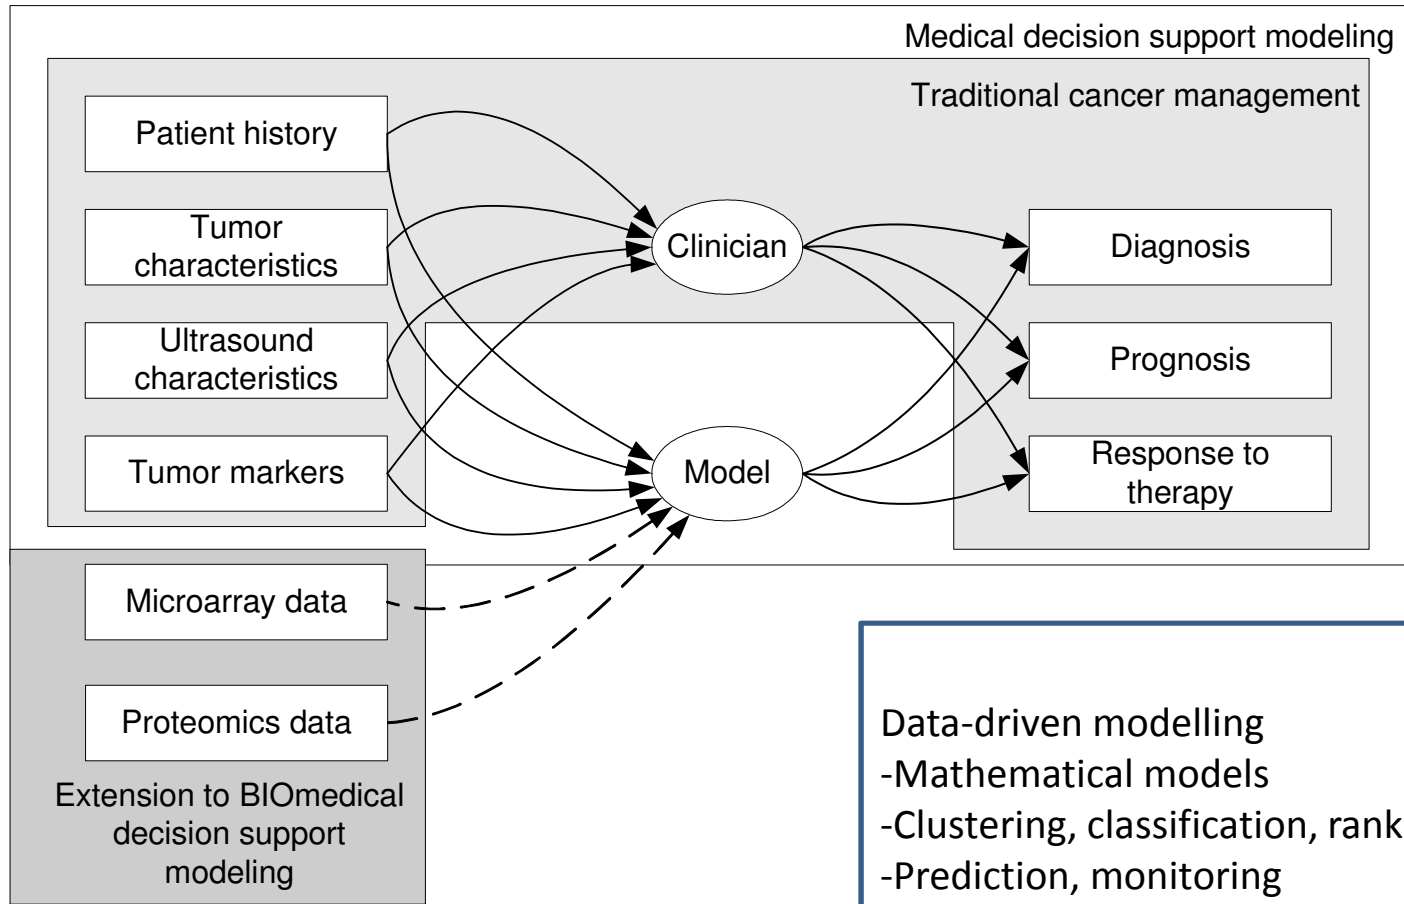 Medical decision support modeling
Traditional cancer management
Patient history
Tumor
characteristics
Ultrasound
characteristics
Tumor markers
Clinician
Model
Diagnosis
Prognosis
Response to
therapy
Microarray data
Proteomics data
Extension to BIOmedical
decision support
modeling
Data-driven modelling
-Mathematical models
-Clustering, classification, rank
-Prediction, monitoring